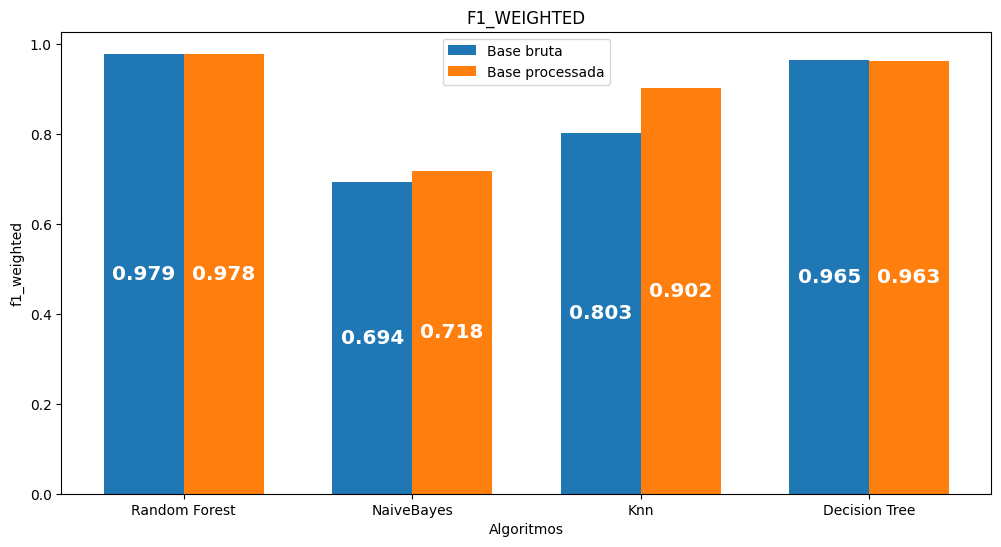 F1_WEIGHTED
Base bruta
Base processada
f1_weighted
1.0
0.8
0.6
0.4
0.2
0.0
0.979
0.978
0.694
0.718
0.803
0.902
0.965
0.963
Random Forest
NaiveBayes
Knn
Decision Tree
Algoritmos